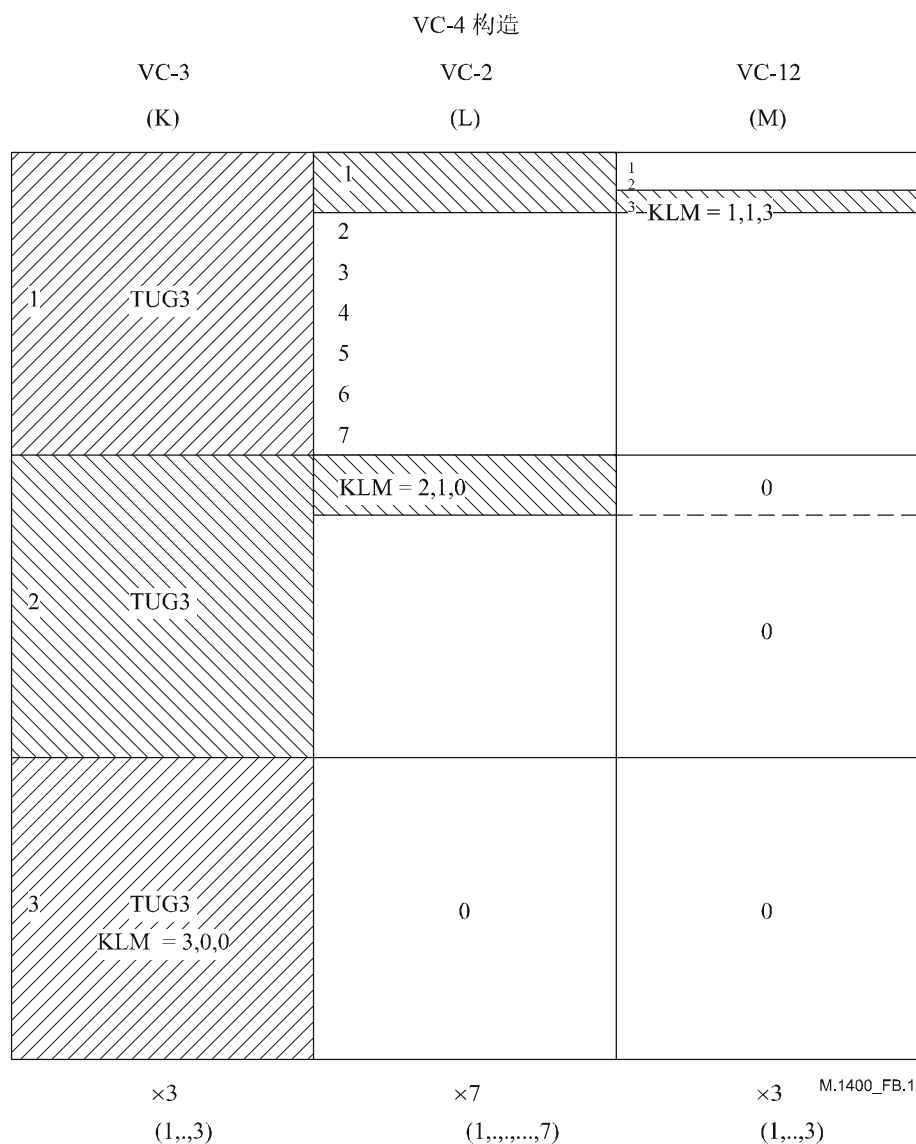 VC-4 构造
VC-3 VC-2 VC-12
(K) (L) (M)
1 TUG3
1
2
3
4
5
6
7
1
2
3 KLM = 1,1,3
2 TUG3
KLM = 2,1,0
0
0
3 TUG3
KLM = 3,0,0
0
0
×3 ×7 ×3
(1,.,3) (1,.,.,...,7) (1,..,3)
M.1400_FB.1